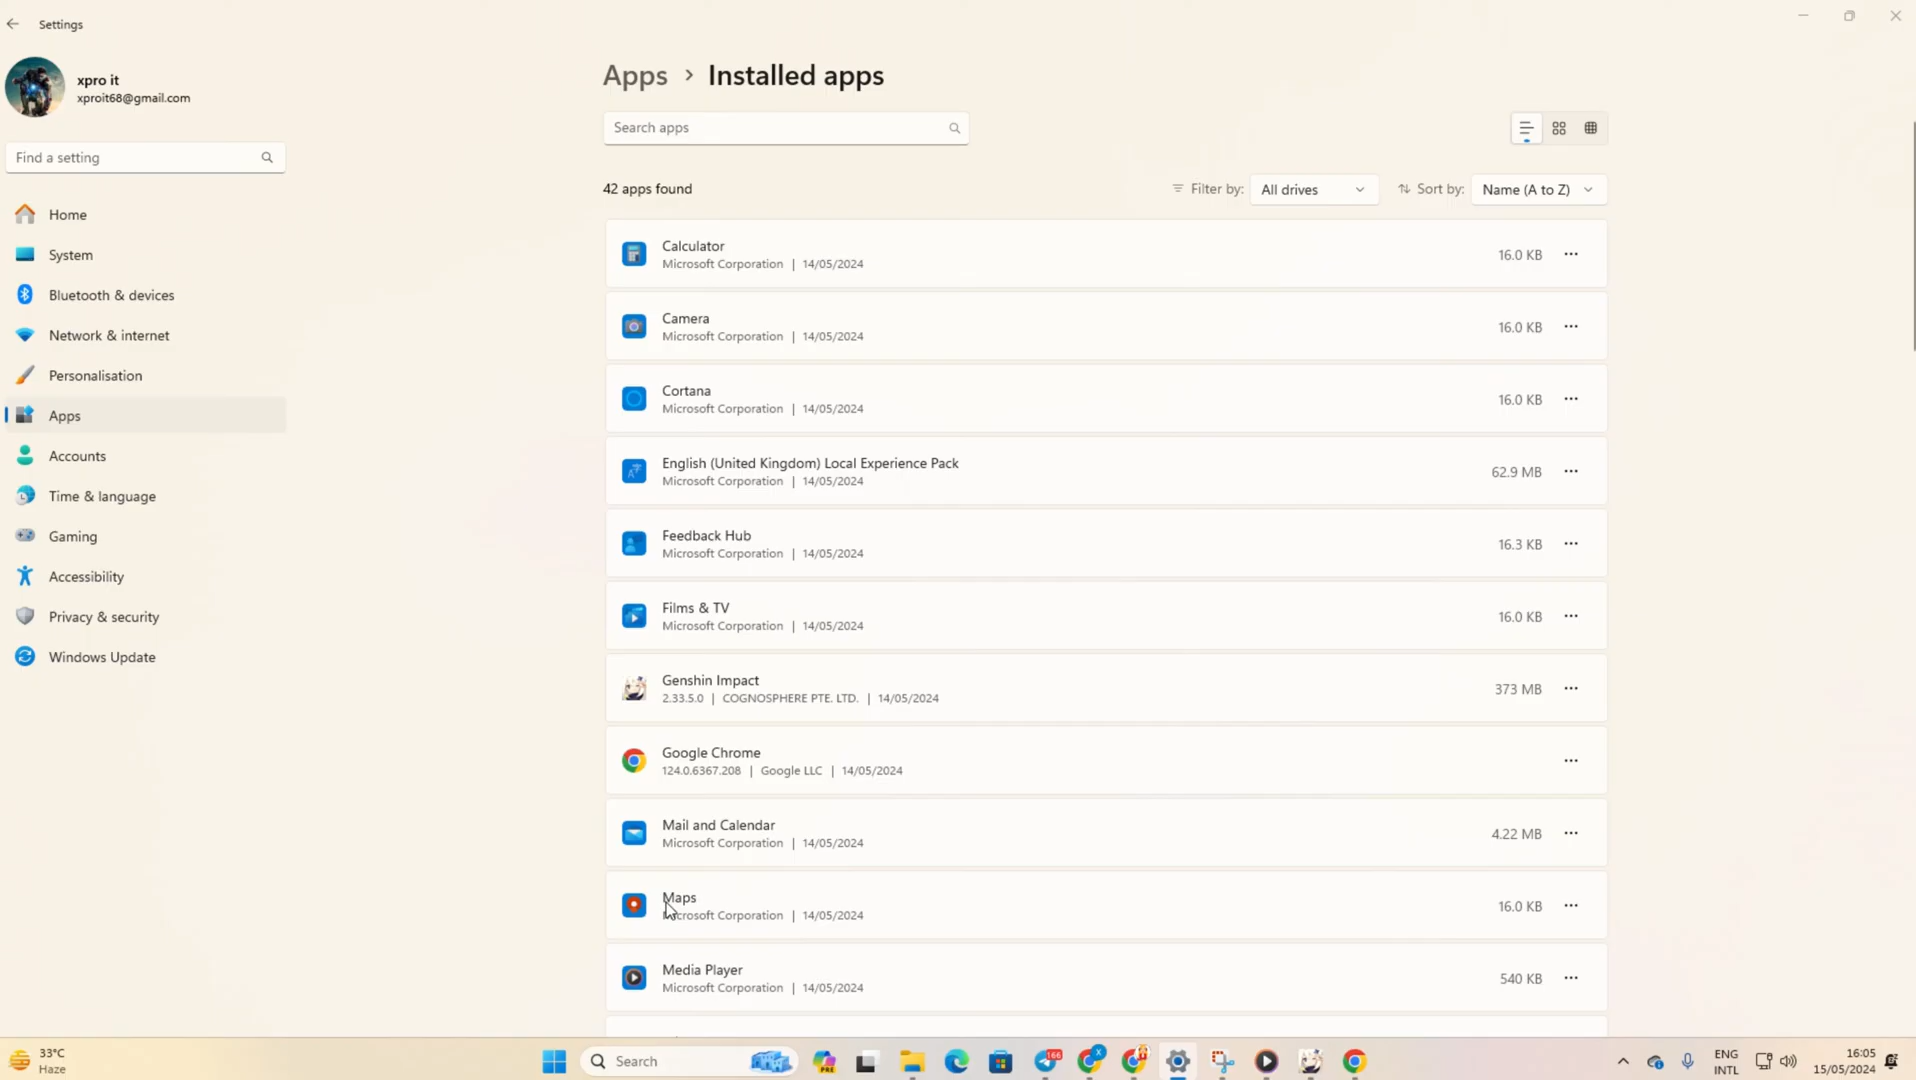 Settings
xpro it
xproit68@gmail.com
Find a setting
Home
System
Bluetooth & devices
Network & internet
Personalisation
Apps
Accounts
Time & language
Gaming
Accessibility
Privacy & security
Windows Update
Apps > Installed apps
Search apps
42 apps found
Filter by: All drives
Sort by: Name (A to Z)
Calculator
Microsoft Corporation | 14/05/2024
16.0 KB
Camera
Microsoft Corporation | 14/05/2024
16.0 KB
Cortana
Microsoft Corporation | 14/05/2024
16.0 KB
English (United Kingdom) Local Experience Pack
Microsoft Corporation | 14/05/2024
62.9 MB
Feedback Hub
Microsoft Corporation | 14/05/2024
16.3 KB
Films & TV
Microsoft Corporation | 14/05/2024
16.0 KB
Genshin Impact
2.33.5.0 | COGNOSPHERE PTE. LTD. | 14/05/2024
373 MB
Google Chrome
124.0.6367.208 | Google LLC | 14/05/2024
Mail and Calendar
Microsoft Corporation | 14/05/2024
4.22 MB
Maps
Microsoft Corporation | 14/05/2024
16.0 KB
Media Player
Microsoft Corporation | 14/05/2024
540 KB
33°C
Haze
Search
PRE
166
X
ENG
INTL
16:05
15/05/2024